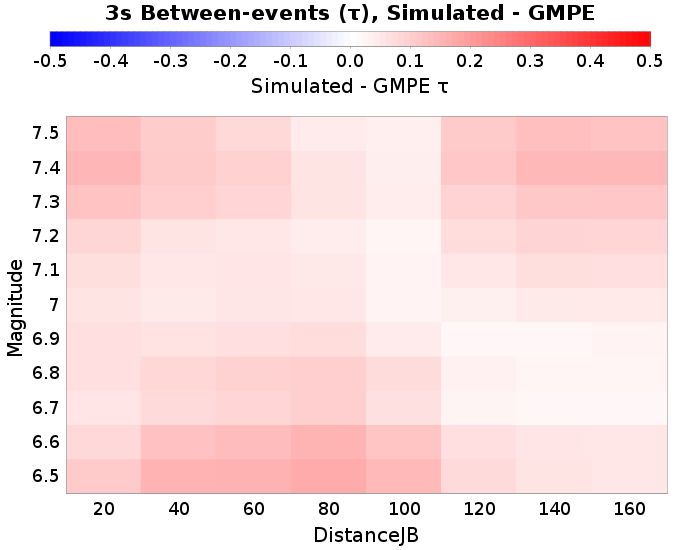 3s Between-events (τ), Simulated - GMPE
-0.5 -0.4 -0.3 -0.2 -0.1 0.0 0.1 0.2 0.3 0.4 0.5
Simulated - GMPE τ
7.5
7.4
7.3
7.2
7.1
7
6.9
6.8
6.7
6.6
6.5
Magnitude
20 40 60 80 100 120 140 160
DistanceJB